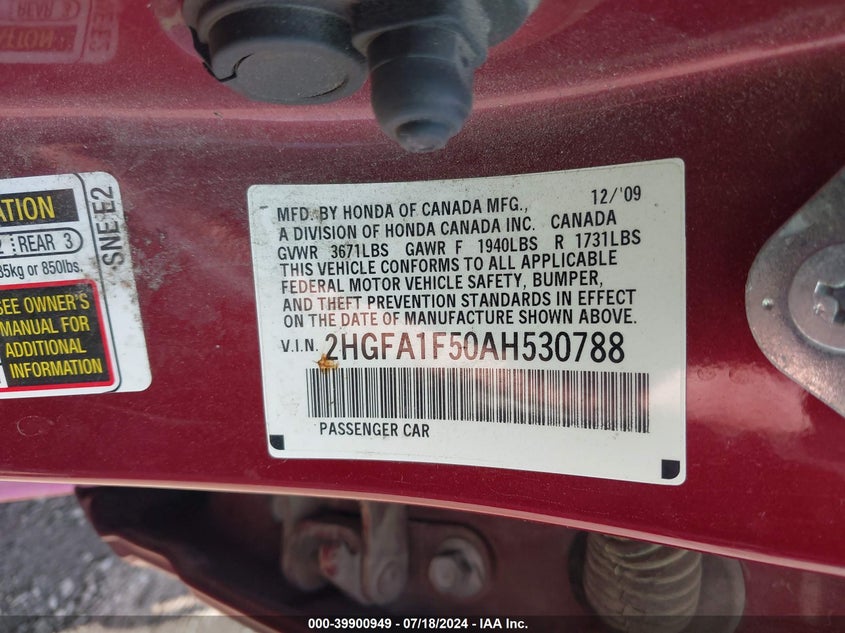 ATION
2 REAR 3
35kg or 850lbs.
SEE OWNER'S
MANUAL FOR
ADDITIONAL
SNE E2
MFD. BY HONDA OF CANADA MFG., 12/'09
A DIVISION OF HONDA CANADA INC. CANADA
GVWR 3671LBS GAWR F 1940LBS R 1731LBS
THIS VEHICLE CONFORMS TO ALL APPLICABLE
FEDERAL MOTOR VEHICLE SAFETY, BUMPER,
AND THEFT PREVENTION STANDARDS IN EFFECT
ON THE DATE OF MANUFACTURE SHOWN ABOVE.
V.I.N. 2HGFA1F50AH530788
PASSENGER CAR
000-39900949 / 07/18/2024 - IAA Inc.